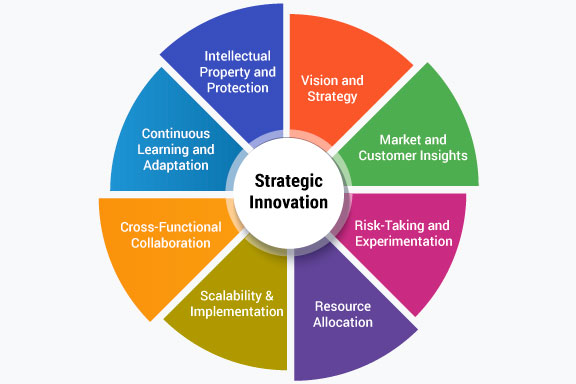 Strategic
Innovation
Vision and
Strategy
Market and
Customer Insights
Risk-Taking and
Experimentation
Resource
Allocation
Scalability &
Implementation
Cross-Functional
Collaboration
Continuous
Learning and
Adaptation
Intellectual
Property and
Protection